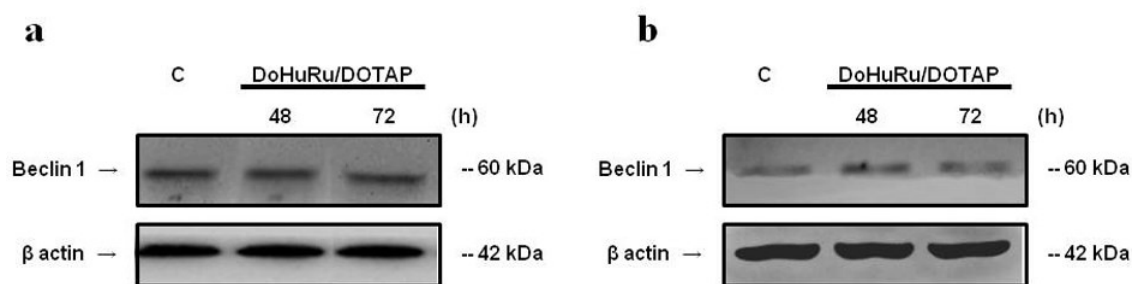 a
C DoHuRu/DOTAP
48 72 (h)
Beclin 1 → -- 60 kDa
β actin → -- 42 kDa
b
C DoHuRu/DOTAP
48 72 (h)
Beclin 1 → -- 60 kDa
β actin → -- 42 kDa